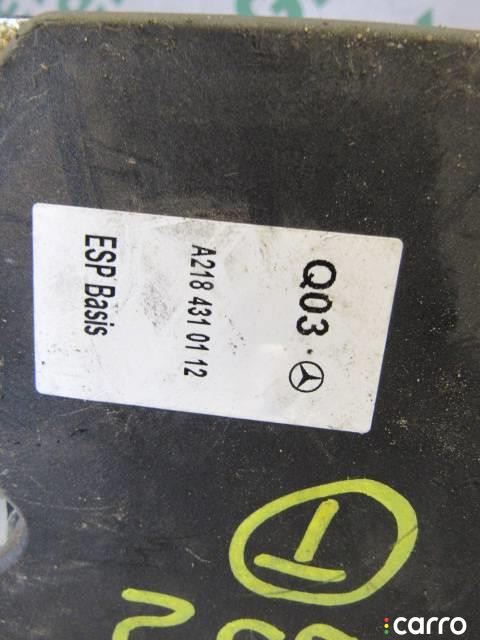 Q03 ·
A218 431 01 12
ESP Basis
T
carro